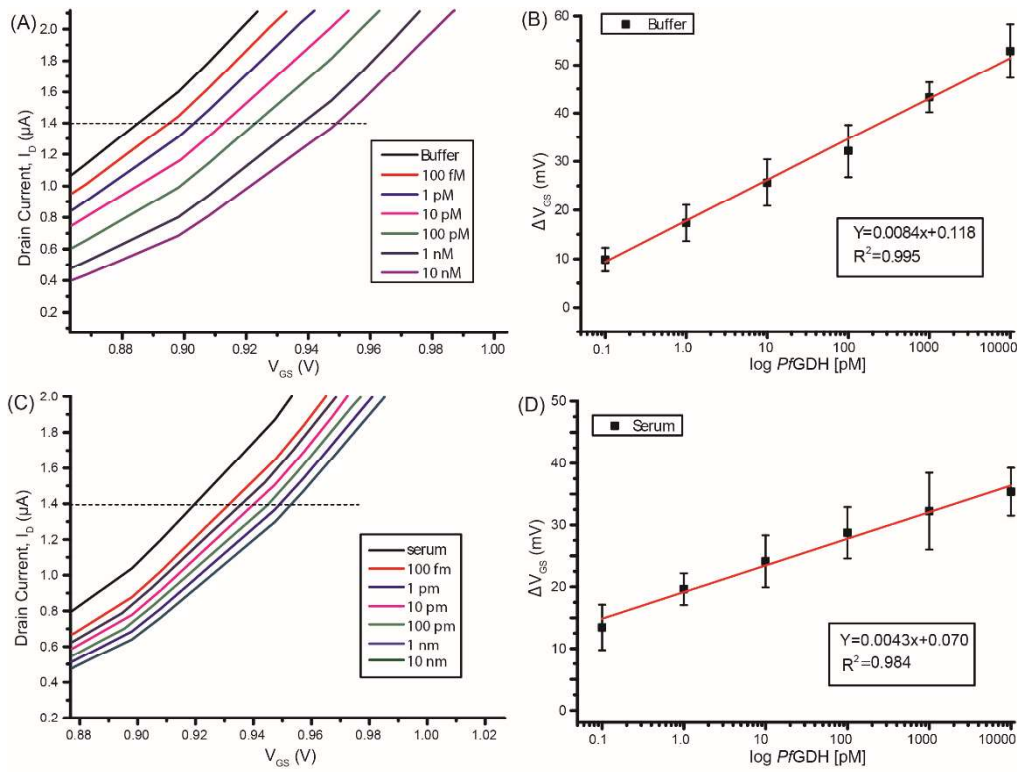 (A)
2.0
1.8
1.6
1.4
1.2
1.0
0.8
0.6
0.4
0.2
Drain Current, I_D (µA)
0.88 0.90 0.92 0.94 0.96 0.98 1.00
V_GS (V)
Buffer
100 fM
1 pM
10 pM
100 pM
1 nM
10 nM
(B)
60
50
40
30
20
10
0
ΔV_GS (mV)
Buffer
Y=0.0084x+0.118
R²=0.995
0.1 1.0 10 100 1000 10000
log PfGDH [pM]
(C)
2.0
1.8
1.6
1.4
1.2
1.0
0.8
0.6
0.4
0.2
Drain Current, I_D (µA)
0.88 0.90 0.92 0.94 0.96 0.98 1.00 1.02
V_GS (V)
serum
100 fm
1 pm
10 pm
100 pm
1 nm
10 nm
(D)
50
40
30
20
10
0
ΔV_GS (mV)
Serum
Y=0.0043x+0.070
R²=0.984
0.1 1.0 10 100 1000 10000
log PfGDH [pM]